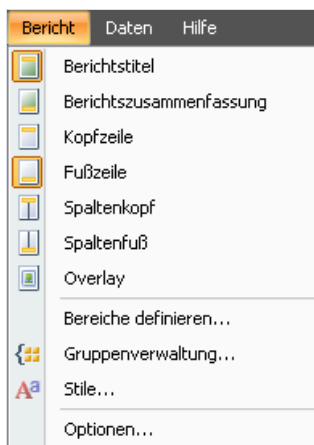 Bericht Daten Hilfe
Berichtstitel
Berichtszusammenfassung
Kopfzeile
Fußzeile
Spaltenkopf
Spaltenfuß
Overlay
Bereiche definieren...
Gruppenverwaltung...
Stile...
Optionen...